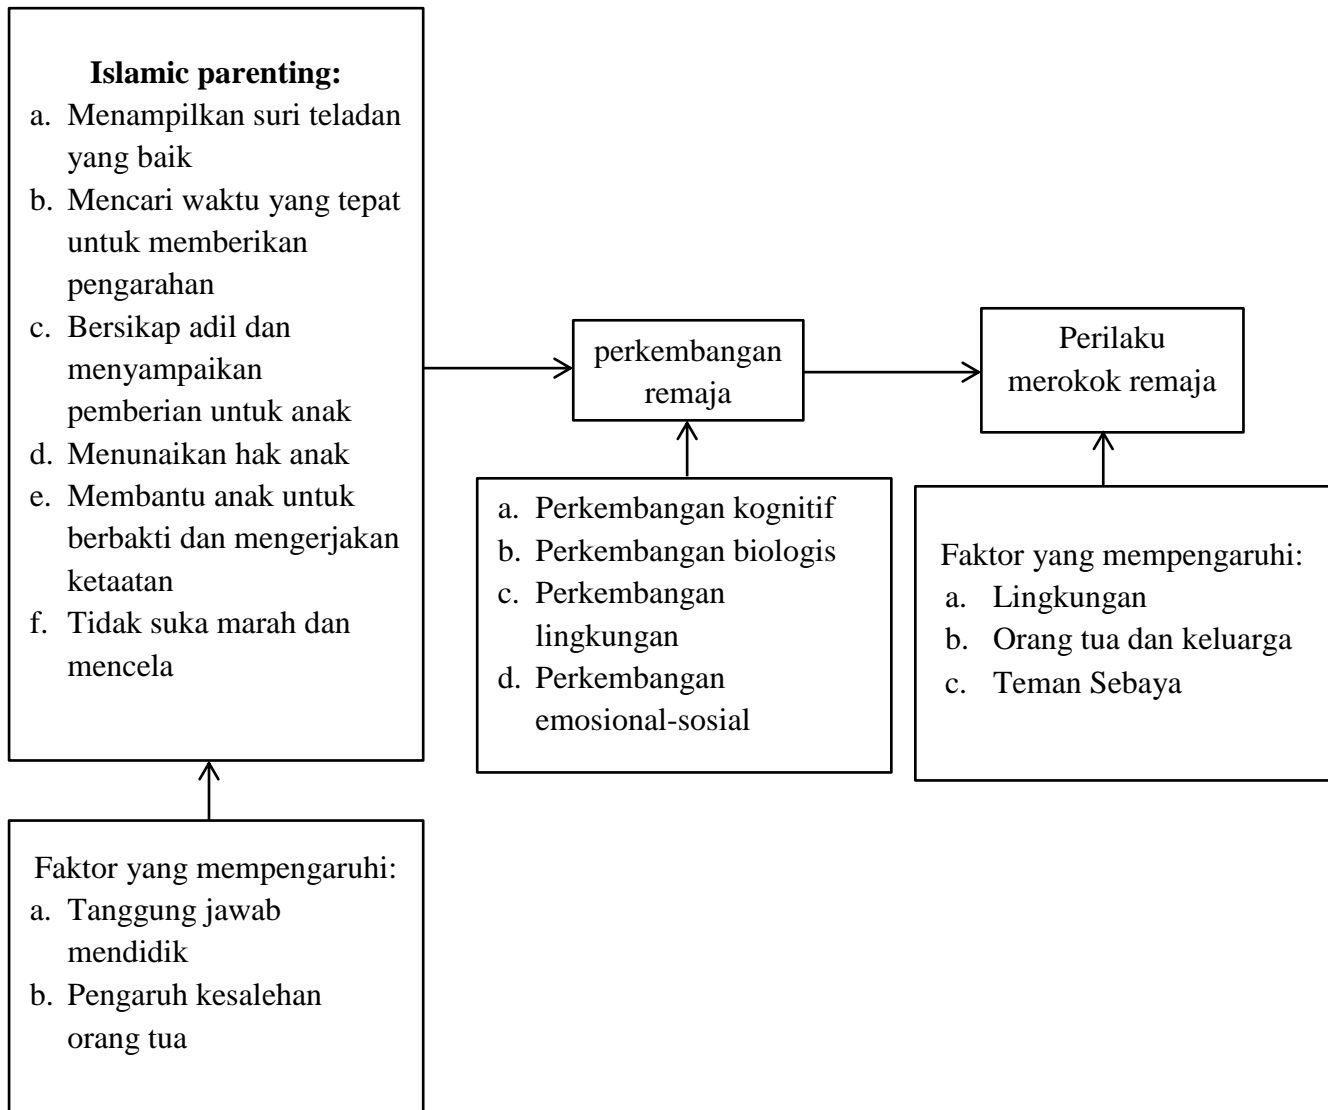 Islamic parenting:
a. Menampilkan suri teladan
yang baik
b. Mencari waktu yang tepat
untuk memberikan
pengarahan
c. Bersikap adil dan
menyampaikan
pemberian untuk anak
d. Menunaikan hak anak
e. Membantu anak untuk
berbakti dan mengerjakan
ketaatan
f. Tidak suka marah dan
mencela
perkembangan
remaja
Perilaku
merokok remaja
a. Perkembangan kognitif
b. Perkembangan biologis
c. Perkembangan
lingkungan
d. Perkembangan
emosional-sosial
Faktor yang mempengaruhi:
a. Lingkungan
b. Orang tua dan keluarga
c. Teman Sebaya
Faktor yang mempengaruhi:
a. Tanggung jawab
mendidik
b. Pengaruh kesalehan
orang tua